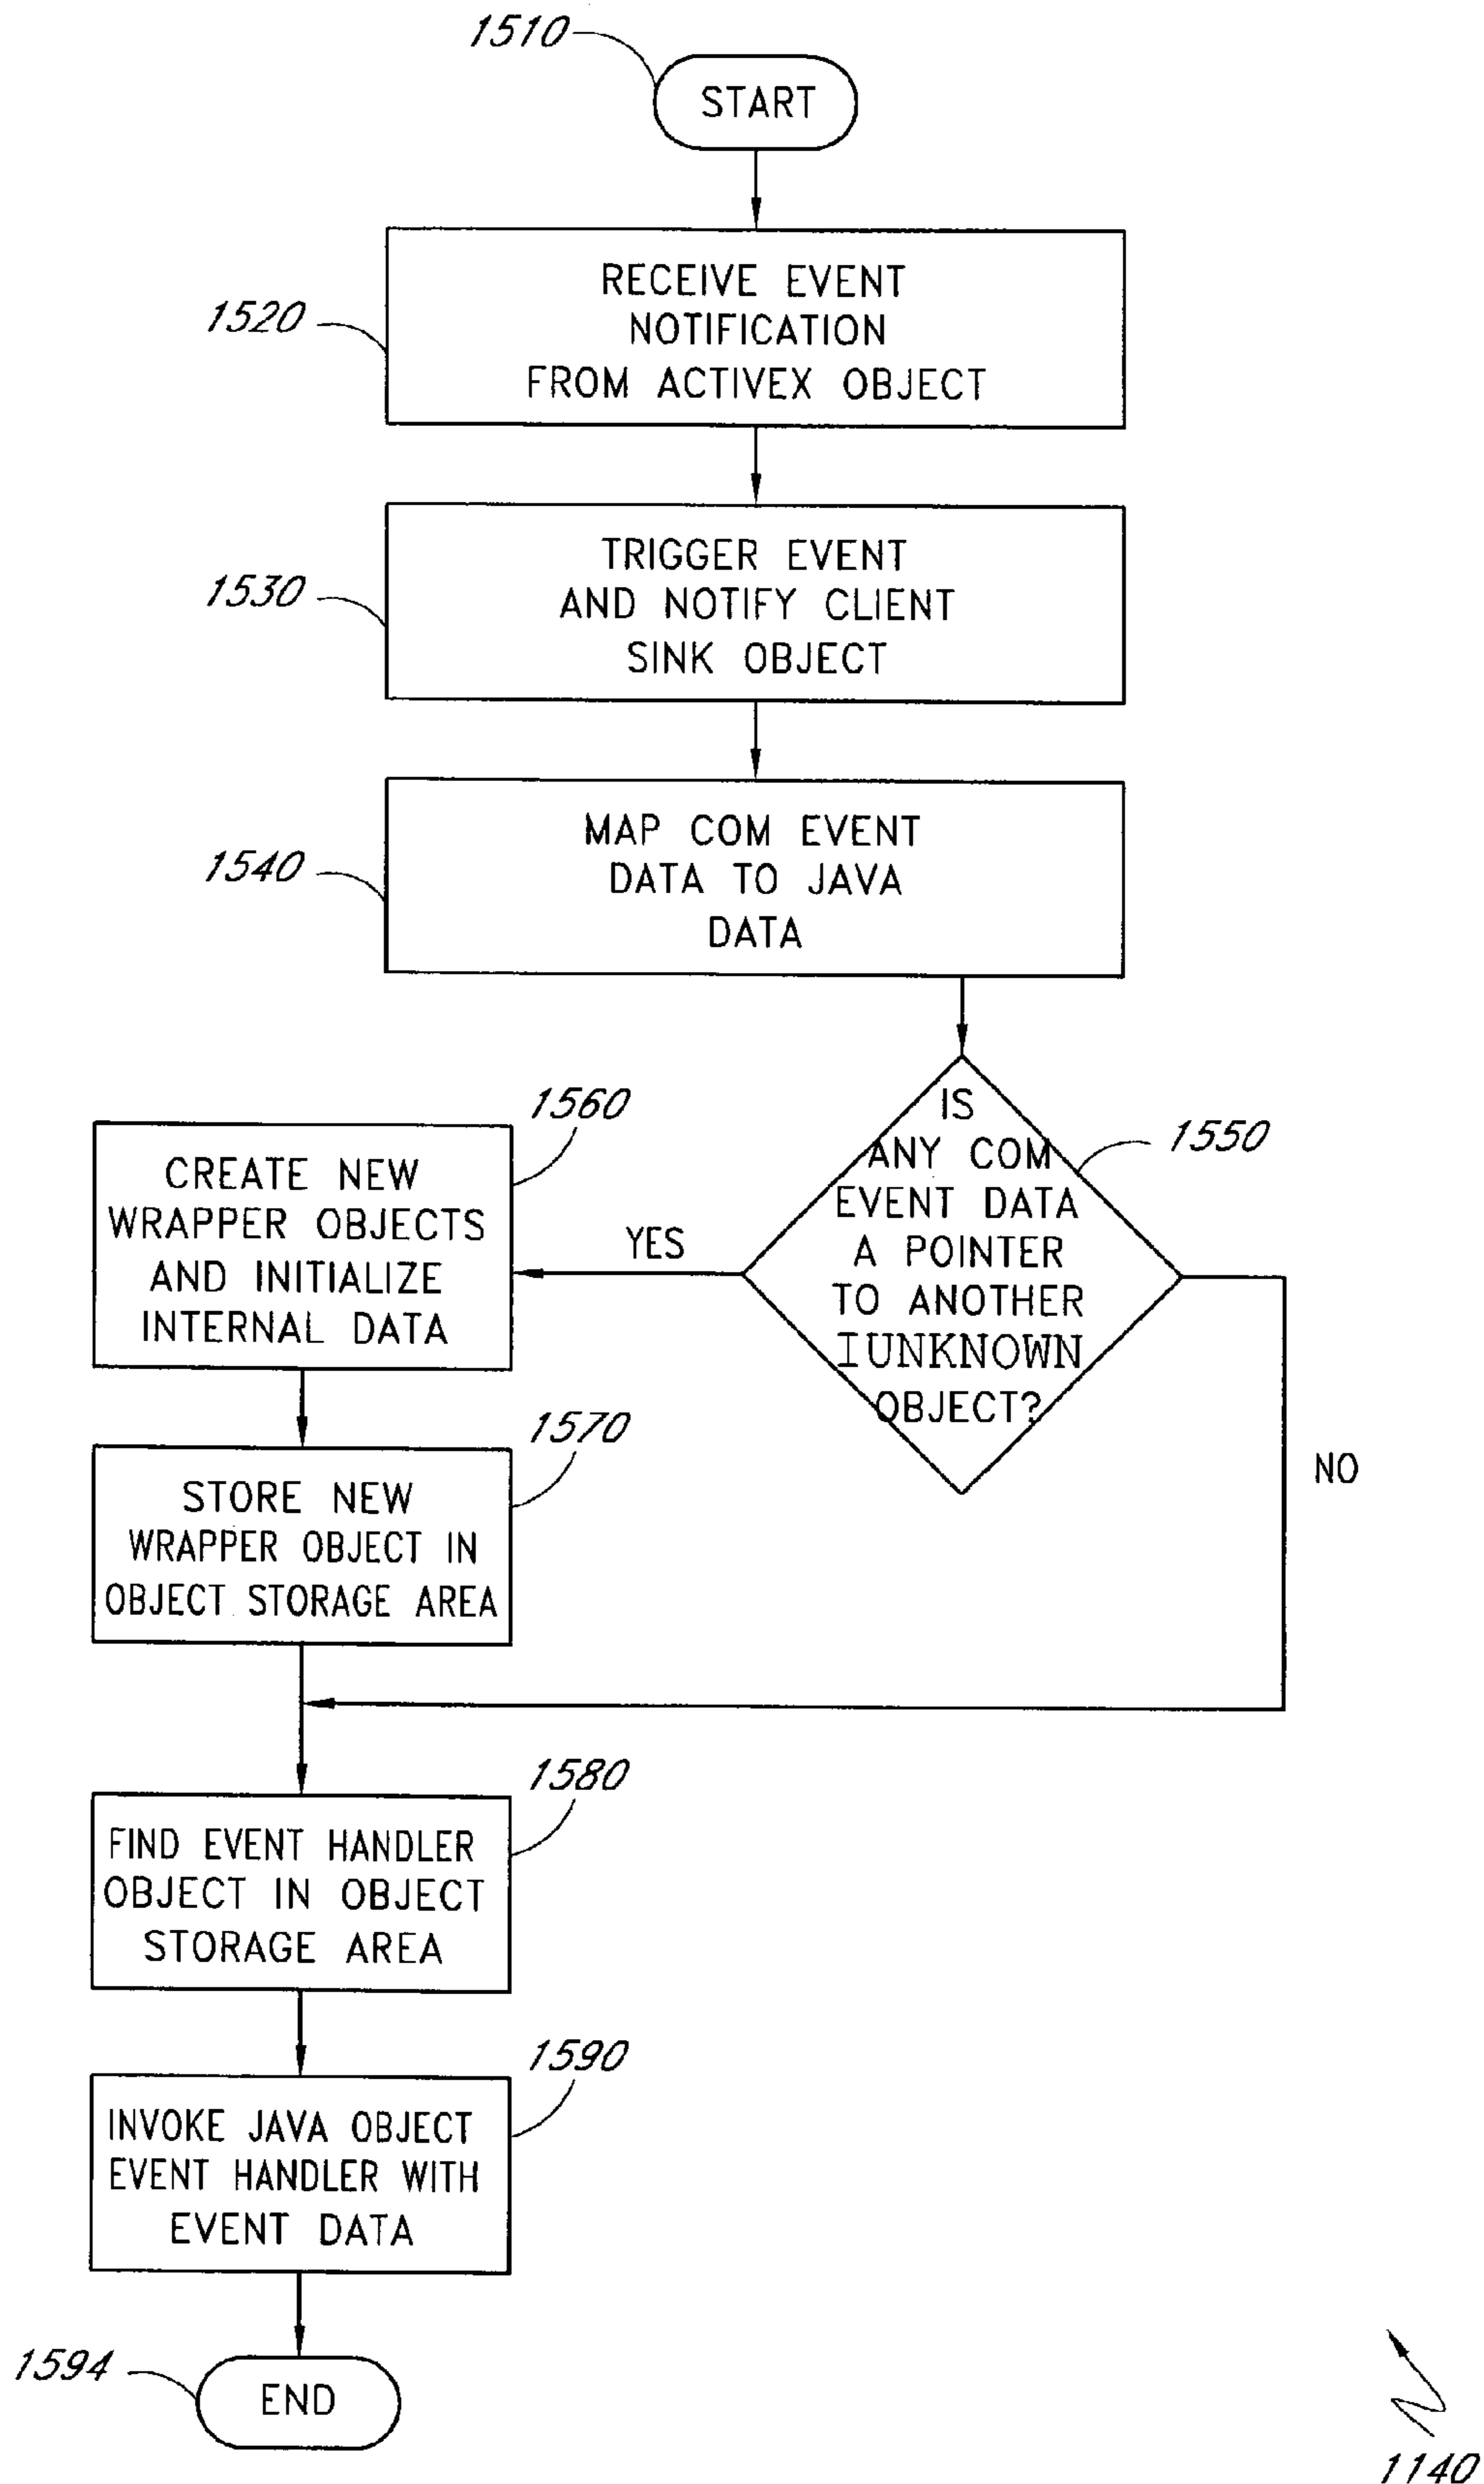 1510
START
1520
RECEIVE EVENT
NOTIFICATION
FROM ACTIVEX OBJECT
1530
TRIGGER EVENT
AND NOTIFY CLIENT
SINK OBJECT
1540
MAP COM EVENT
DATA TO JAVA
DATA
1550
IS
ANY COM
EVENT DATA
A POINTER
TO ANOTHER
IUNKNOWN
OBJECT?
YES
NO
1560
CREATE NEW
WRAPPER OBJECTS
AND INITIALIZE
INTERNAL DATA
1570
STORE NEW
WRAPPER OBJECT IN
OBJECT STORAGE AREA
1580
FIND EVENT HANDLER
OBJECT IN OBJECT
STORAGE AREA
1590
INVOKE JAVA OBJECT
EVENT HANDLER WITH
EVENT DATA
1594
END
1140